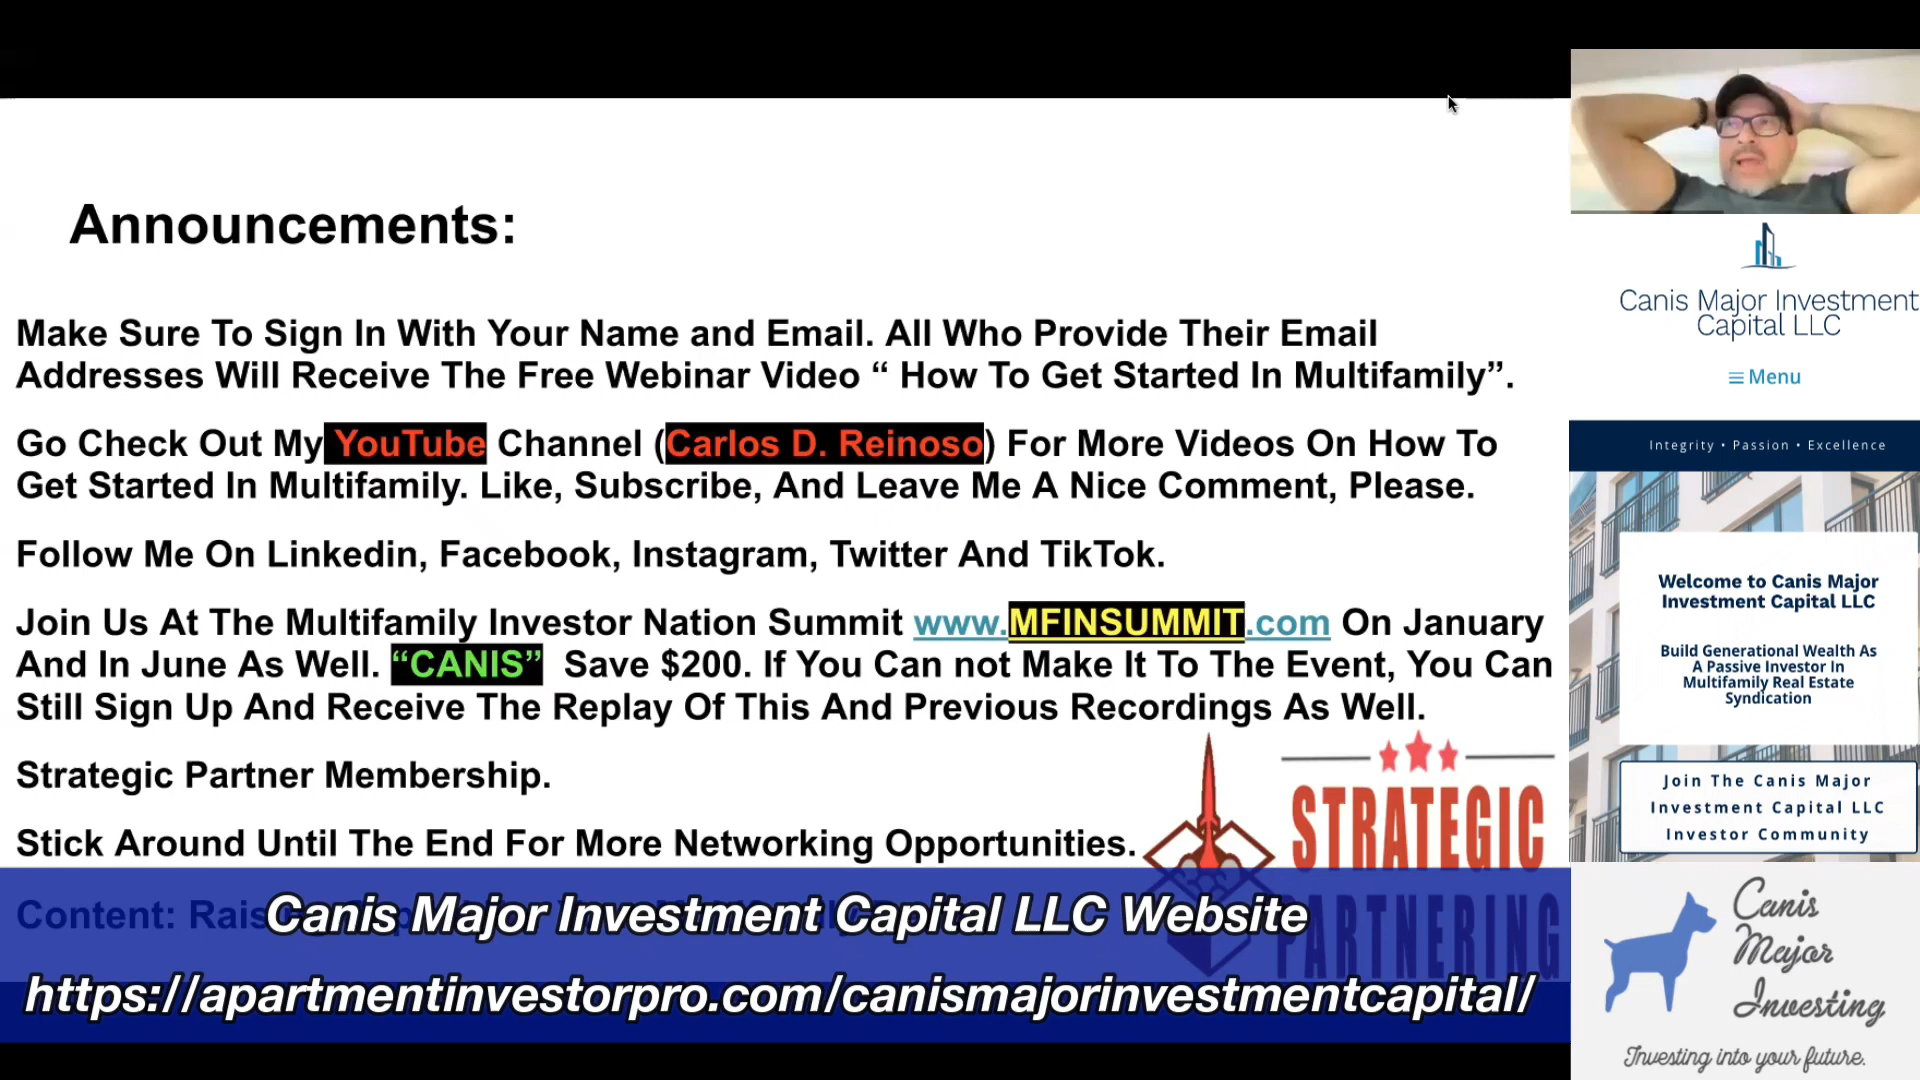 Announcements:
Make Sure To Sign In With Your Name and Email. All Who Provide Their Email
Addresses Will Receive The Free Webinar Video “ How To Get Started In Multifamily”.
Go Check Out My YouTube Channel (Carlos D. Reinoso) For More Videos On How To
Get Started In Multifamily. Like, Subscribe, And Leave Me A Nice Comment, Please.
Follow Me On Linkedin, Facebook, Instagram, Twitter And TikTok.
Join Us At The Multifamily Investor Nation Summit www.MFINSUMMIT.com On January
And In June As Well. “CANIS” Save $200. If You Can not Make It To The Event, You Can
Still Sign Up And Receive The Replay Of This And Previous Recordings As Well.
Strategic Partner Membership.
Stick Around Until The End For More Networking Opportunities.
STRATEGIC
PARTNERING
Content:
Canis Major Investment Capital LLC Website
https://apartmentinvestorpro.com/canismajorinvestmentcapital/
Canis Major Investment
Capital LLC
Menu
Integrity • Passion • Excellence
Welcome to Canis Major
Investment Capital LLC
Build Generational Wealth As
A Passive Investor In
Multifamily Real Estate
Syndication
Join The Canis Major
Investment Capital LLC
Investor Community
Canis
Major
Investing
Investing into your future.